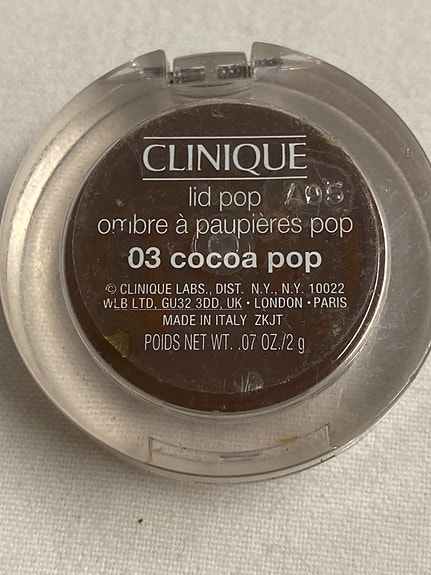 CLINIQUE
lid pop A95
ombre à paupières pop
03 cocoa pop
© CLINIQUE LABS., DIST. N.Y., N.Y. 10022
WLB LTD, GU32 3DD, UK • LONDON • PARIS
MADE IN ITALY ZKJT
POIDS NET WT. .07 OZ./2 g